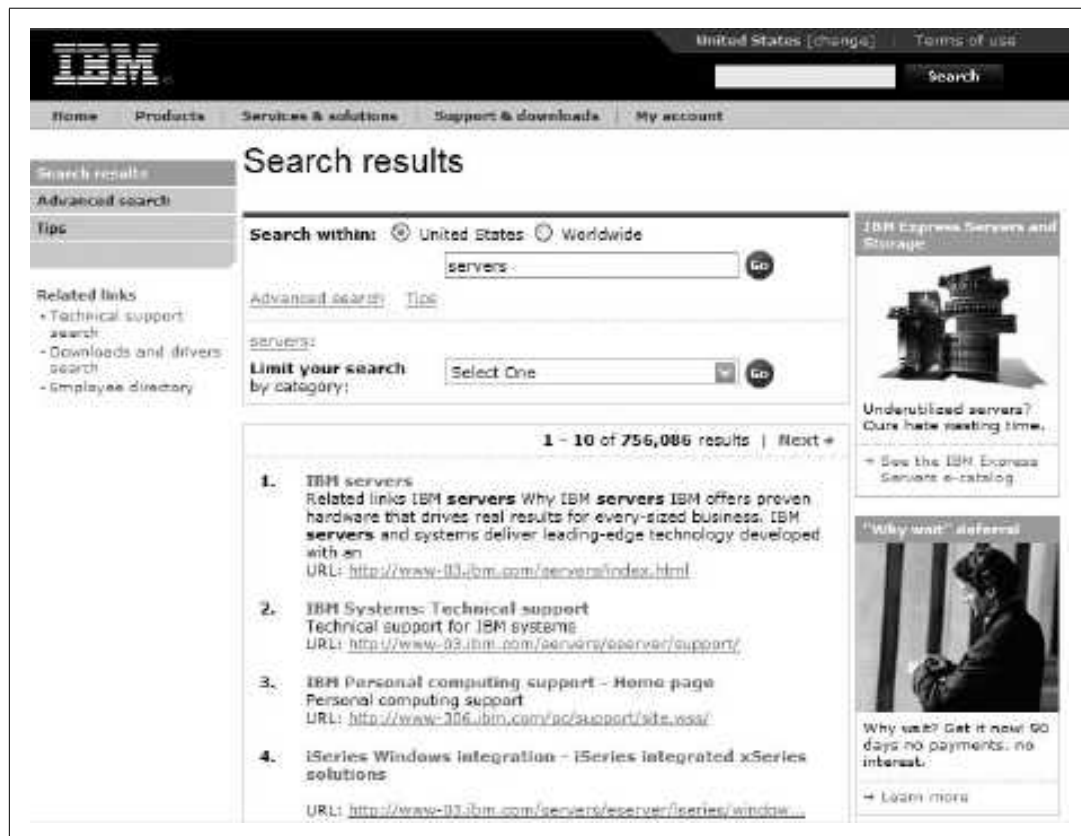 IBM
United States [change] | Terms of use
Search
Home Products Services & solutions Support & downloads My account
Search results
Advanced search
Tips
Related links
Technical support
search
Downloads and drivers
search
Employee directory
Search results
Search within: United States Worldwide
servers Go
Advanced search Tips
servers:
Limit your search
by category:
Select One Go
1 - 10 of 756,086 results | Next
1. IBM servers
Related links IBM servers Why IBM servers IBM offers proven
hardware that drives real results for every-sized business. IBM
servers and systems deliver leading-edge technology developed
with an
URL: http://www-03.ibm.com/servers/index.html
2. IBM Systems: Technical support
Technical support for IBM systems
URL: http://www-03.ibm.com/servers/eserver/support/
3. IBM Personal computing support - Home page
Personal computing support
URL: http://www-306.ibm.com/pc/support/site.wss/
4. iSeries Windows integration - iSeries integrated xSeries
solutions
URL: http://www-03.ibm.com/servers/eserver/iseries/window...
IBM Express Servers and
Storage
Underutilized servers?
Ours hate wasting time.
See the IBM Express
Servers e-catalog
"Why wait" deferral
Why wait? Get it now! 90
days no payments, no
interest.
Learn more